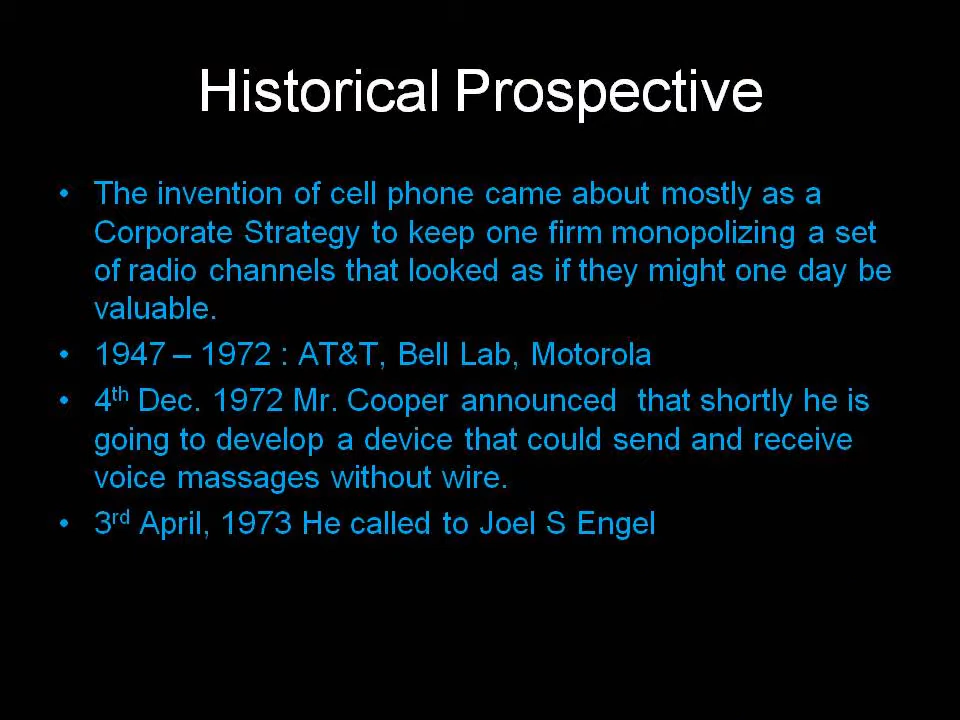 Historical Prospective
• The invention of cell phone came about mostly as a
Corporate Strategy to keep one firm monopolizing a set
of radio channels that looked as if they might one day be
valuable.
• 1947 – 1972 : AT&T, Bell Lab, Motorola
• 4th Dec. 1972 Mr. Cooper announced  that shortly he is
going to develop a device that could send and receive
voice massages without wire.
• 3rd April, 1973 He called to Joel S Engel